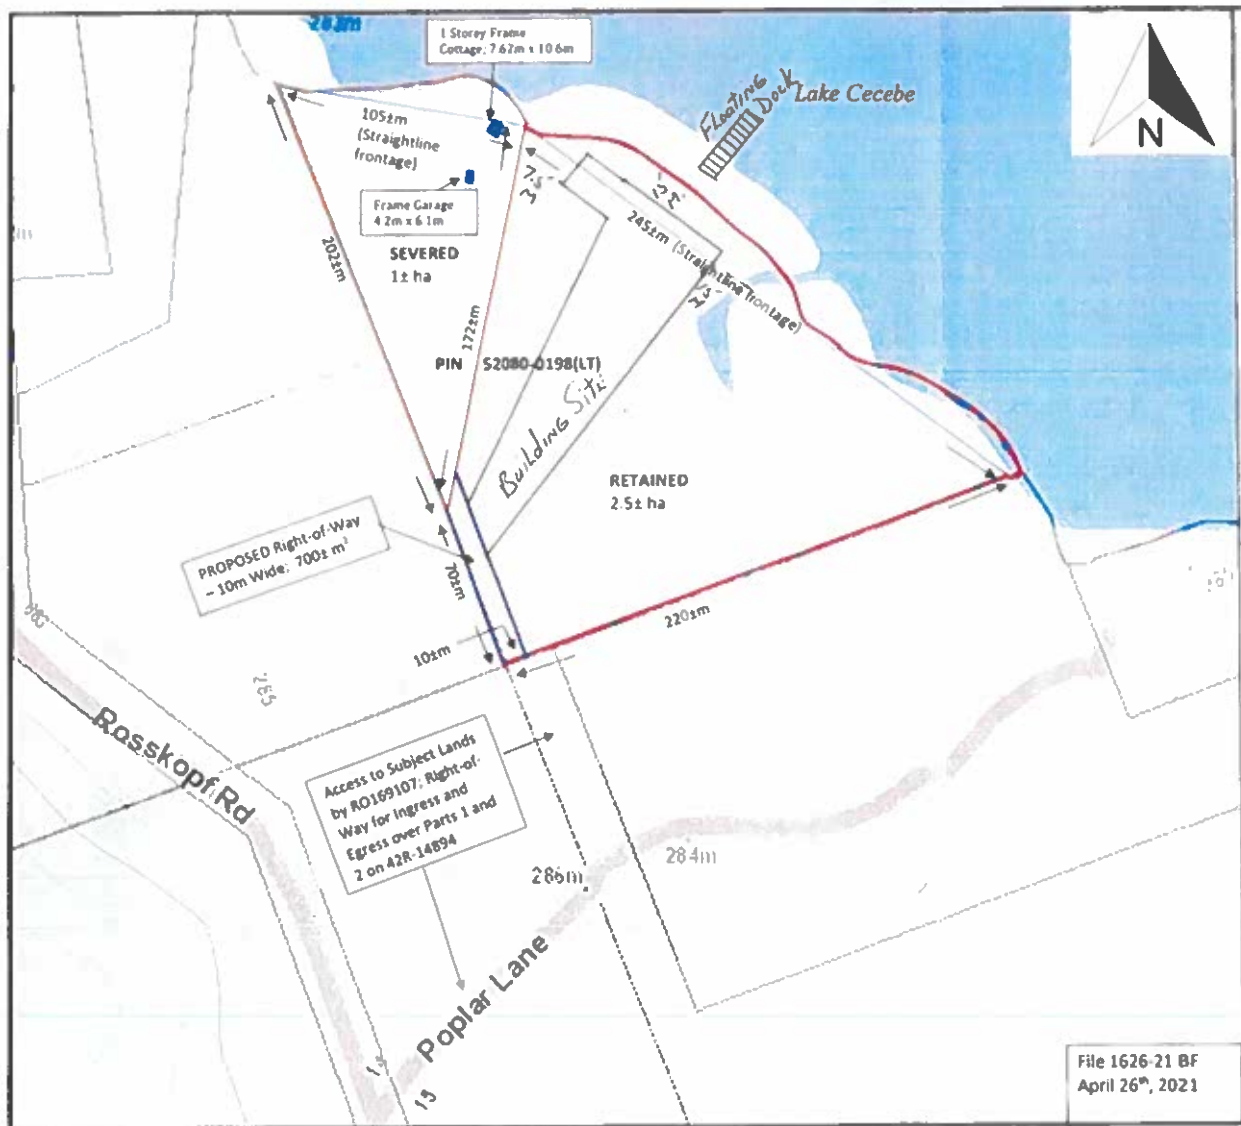 283m
1 Storey Frame
Cottage; 7.62m x 10.6m
Floating
Dock
Lake Cecebe
N
105±m
(Straightline
frontage)
Frame Garage
4.2m x 6.1m
SEVERED
1± ha
202±m
172±m
245±m (Straightline frontage)
PIN 52080-0198(LT)
Building Site
RETAINED
2.5± ha
PROPOSED Right-of-Way
– 10m Wide; 700± m²
70±m
10±m
220±m
285
Rosskopf Rd
Access to Subject Lands
by RO169107; Right-of-
Way for Ingress and
Egress over Parts 1 and
2 on 42R-14894
286m
284m
Poplar Lane
15
File 1626-21 BF
April 26th, 2021